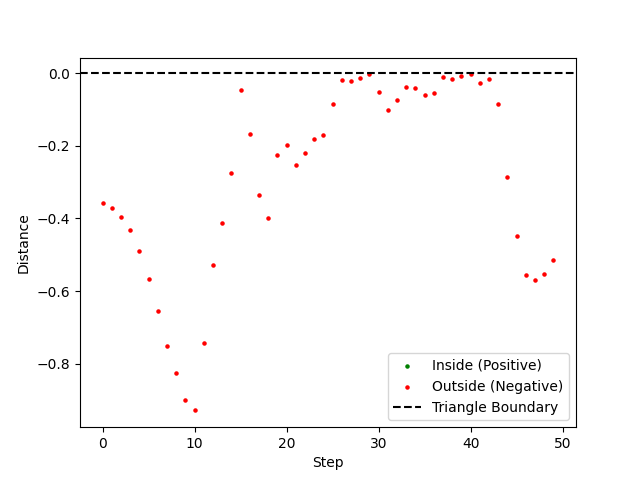 0.0
−0.2
−0.4
−0.6
−0.8
Distance
0 10 20 30 40 50
Step
Inside (Positive)
Outside (Negative)
Triangle Boundary